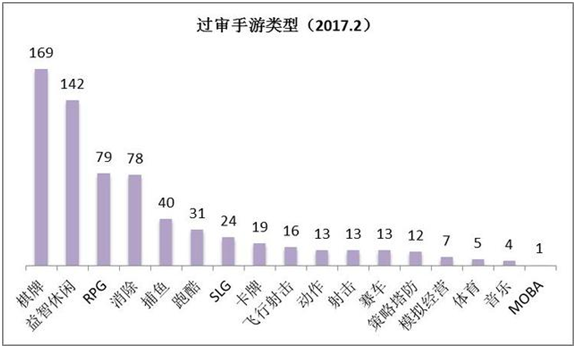 过审手游类型（2017.2）
169
142
79
78
40
31
24
19
16
13
13
13
12
7
5
4
1
棋牌
益智休闲
RPG
消除
捕鱼
跑酷
SLG
卡牌
飞行射击
动作
射击
赛车
策略塔防
模拟经营
体育
音乐
MOBA